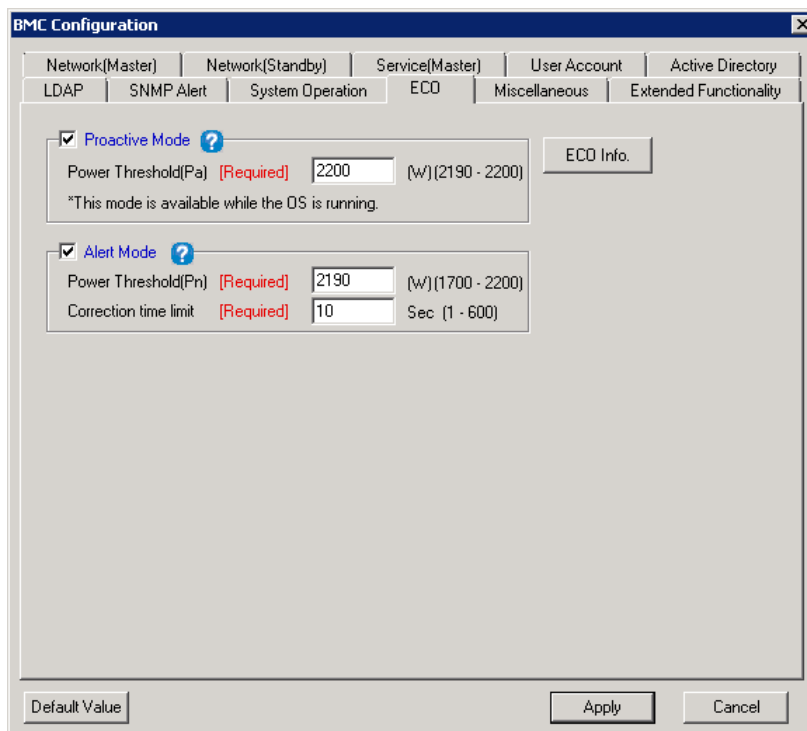 BMC Configuration
Network(Master) Network(Standby) Service(Master) User Account Active Directory
LDAP SNMP Alert System Operation ECO Miscellaneous Extended Functionality
Proactive Mode ?
Power Threshold(Pa) [Required] 2200 (W)(2190 - 2200)
*This mode is available while the OS is running.
ECO Info.
Alert Mode ?
Power Threshold(Pn) [Required] 2190 (W)(1700 - 2200)
Correction time limit [Required] 10 Sec (1 - 600)
Default Value Apply Cancel